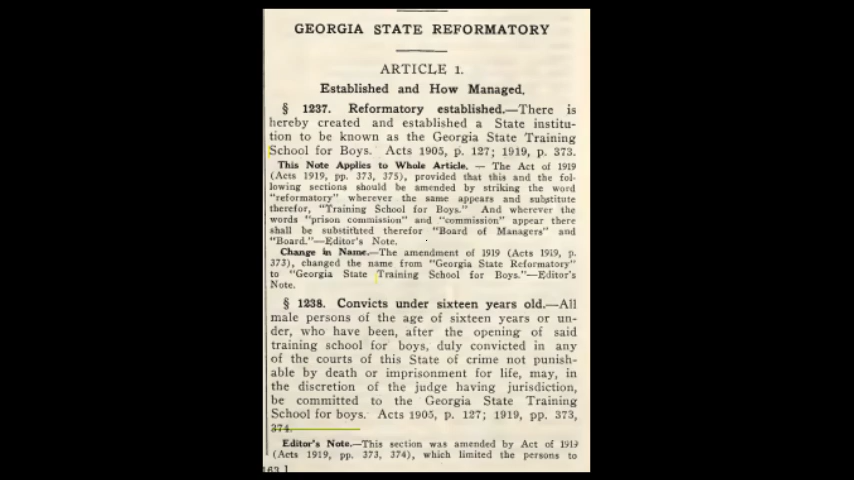 GEORGIA STATE REFORMATORY
ARTICLE 1.
Established and How Managed.
§ 1237. Reformatory established.—There is
hereby created and established a State institu-
tion to be known as the Georgia State Training
School for Boys. Acts 1905, p. 127; 1919, p. 373.
This Note Applies to Whole Article. — The Act of 1919
(Acts 1919, pp. 373, 375), provided that this and the fol-
lowing sections should be amended by striking the word
"reformatory" wherever the same appears and substitute
therefor, "Training School for Boys." And wherever the
words "prison commission" and "commission" appear there
shall be substituted therefor "Board of Managers" and
"Board."—Editor's Note.
Change in Name.—The amendment of 1919 (Acts 1919, p.
373), changed the name from "Georgia State Reformatory"
to "Georgia State Training School for Boys."—Editor's
Note.
§ 1238. Convicts under sixteen years old.—All
male persons of the age of sixteen years or un-
der, who have been, after the opening of said
training school for boys, duly convicted in any
of the courts of this State of crime not punish-
able by death or imprisonment for life, may, in
the discretion of the judge having jurisdiction,
be committed to the Georgia State Training
School for boys. Acts 1905, p. 127; 1919, pp. 373,
374.
Editor's Note.—This section was amended by Act of 1919
(Acts 1919, pp. 373, 374), which limited the persons to